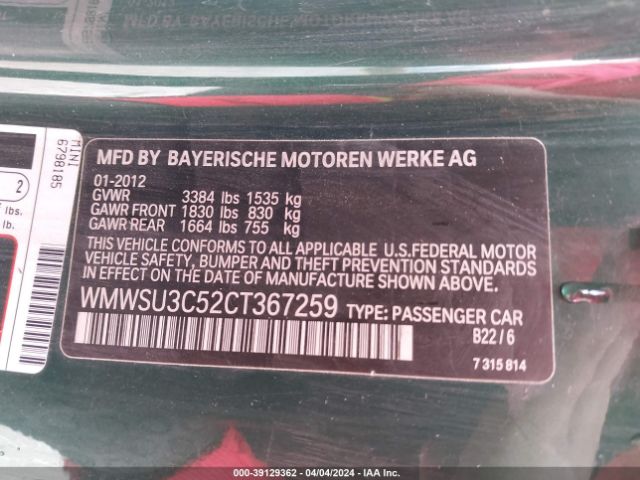 MFD BY BAYERISCHE MOTOREN WERKE AG
01-2012
GVWR 3384 lbs 1535 kg
GAWR FRONT 1830 lbs 830 kg
GAWR REAR 1664 lbs 755 kg
THIS VEHICLE CONFORMS TO ALL APPLICABLE U.S.FEDERAL MOTOR
VEHICLE SAFETY, BUMPER AND THEFT PREVENTION STANDARDS
IN EFFECT ON THE DATE OF MANUFACTURE SHOWN ABOVE.
WMWSU3C52CT367259 TYPE: PASSENGER CAR
B22/6
7 315 814
MINI
6798185
2
lbs.
lb.
000-39129362 - 04/04/2024 - IAA Inc.